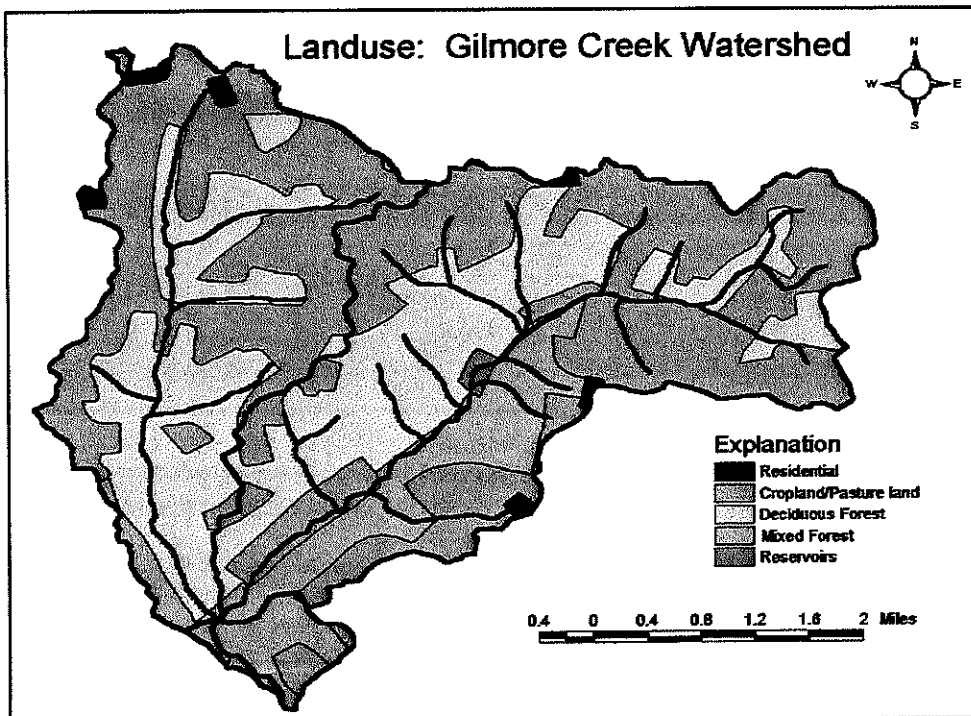 Landuse: Gilmore Creek Watershed
N
W E
S
Explanation
Residential
Cropland/Pasture land
Deciduous Forest
Mixed Forest
Reservoirs
0.4 0 0.4 0.8 1.2 1.6 2 Miles